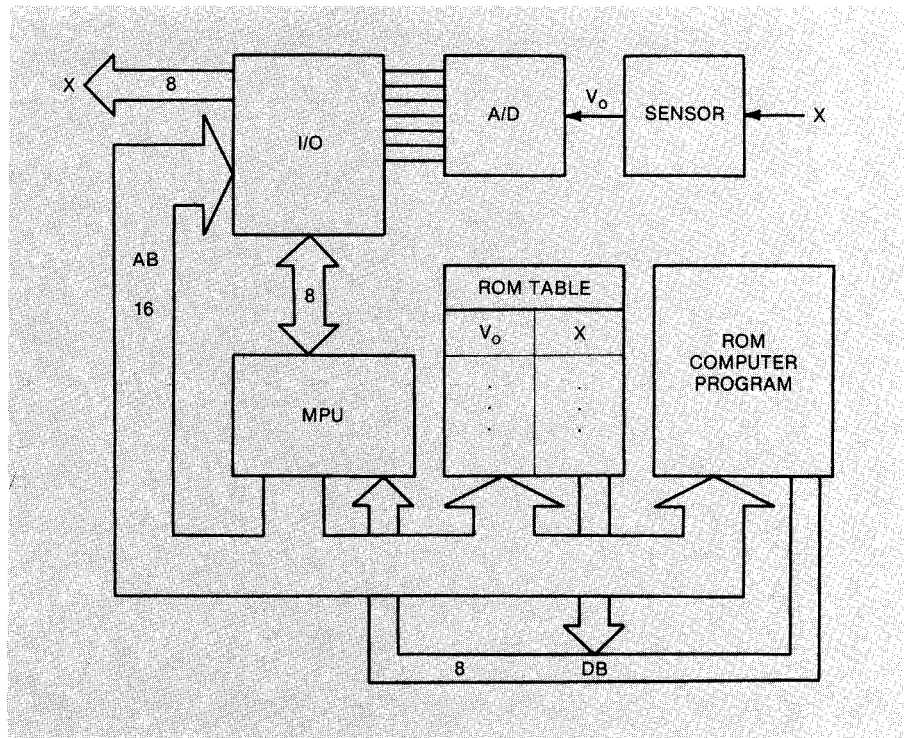 X
8
I/O
A/D
Vo
SENSOR
X
AB
16
8
MPU
ROM TABLE
Vo
X
ROM
COMPUTER
PROGRAM
8
DB